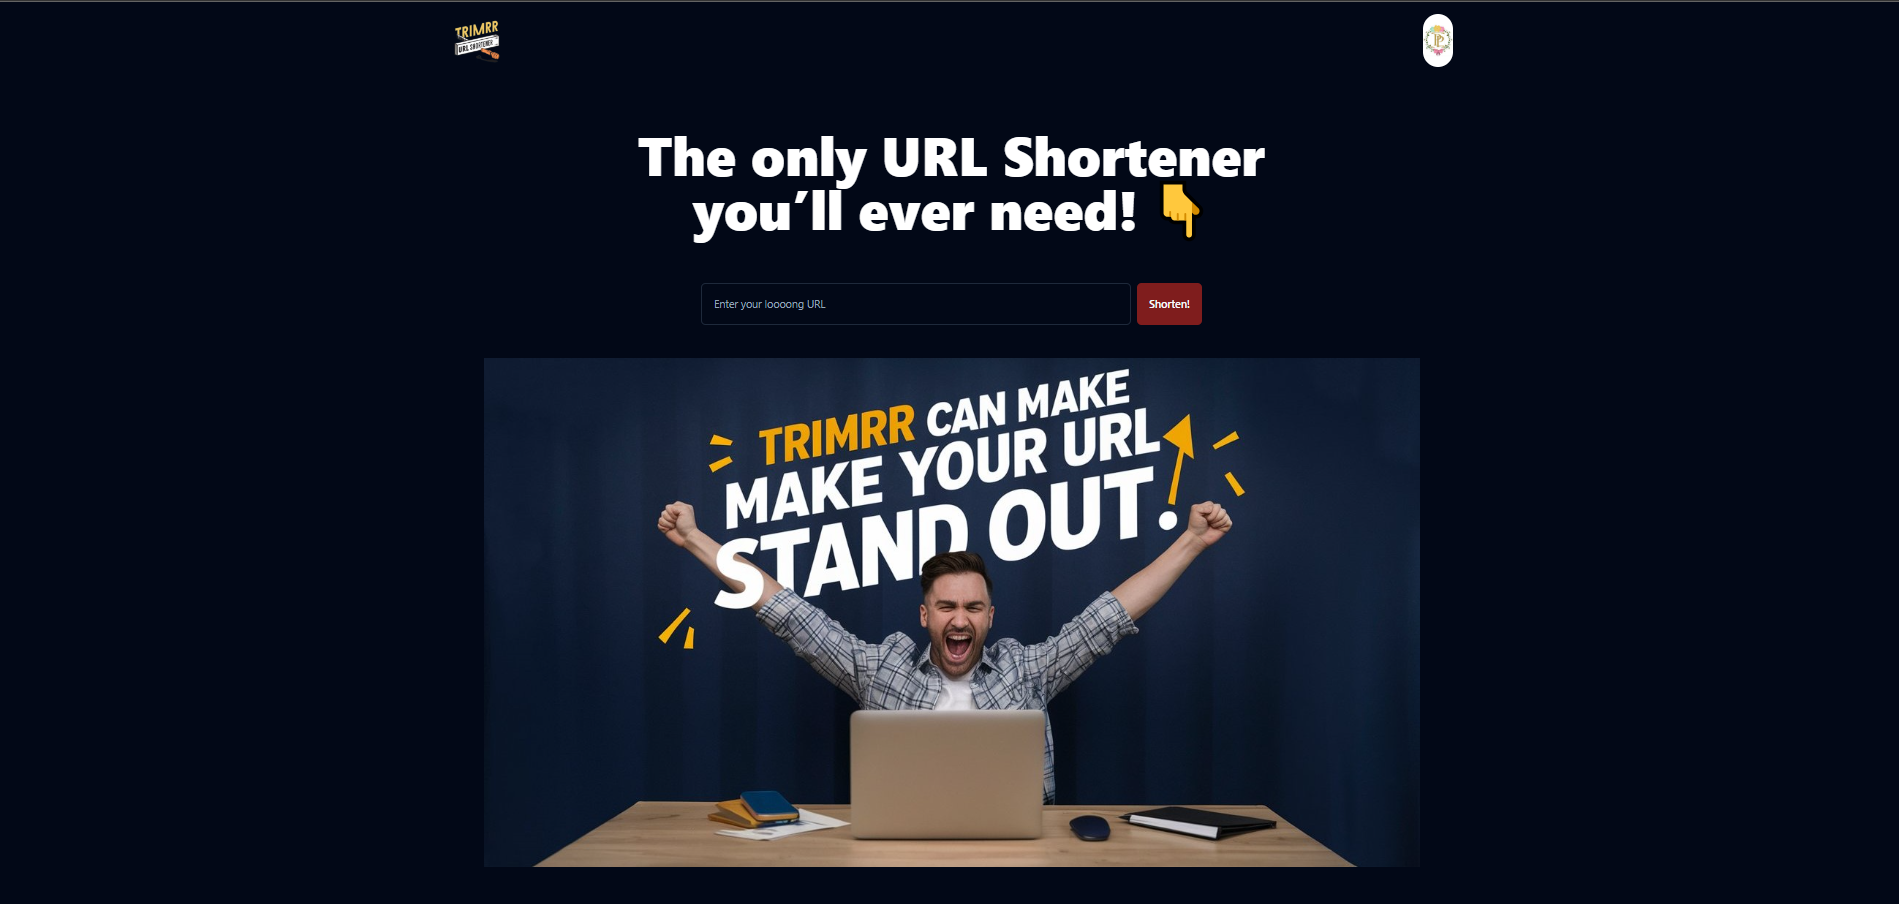 TRIMRR
URL SHORTENER
The only URL Shortener
you’ll ever need! 👇
Enter your loooong URL
Shorten!
TRIMRR CAN MAKE
MAKE YOUR URL
STAND OUT!